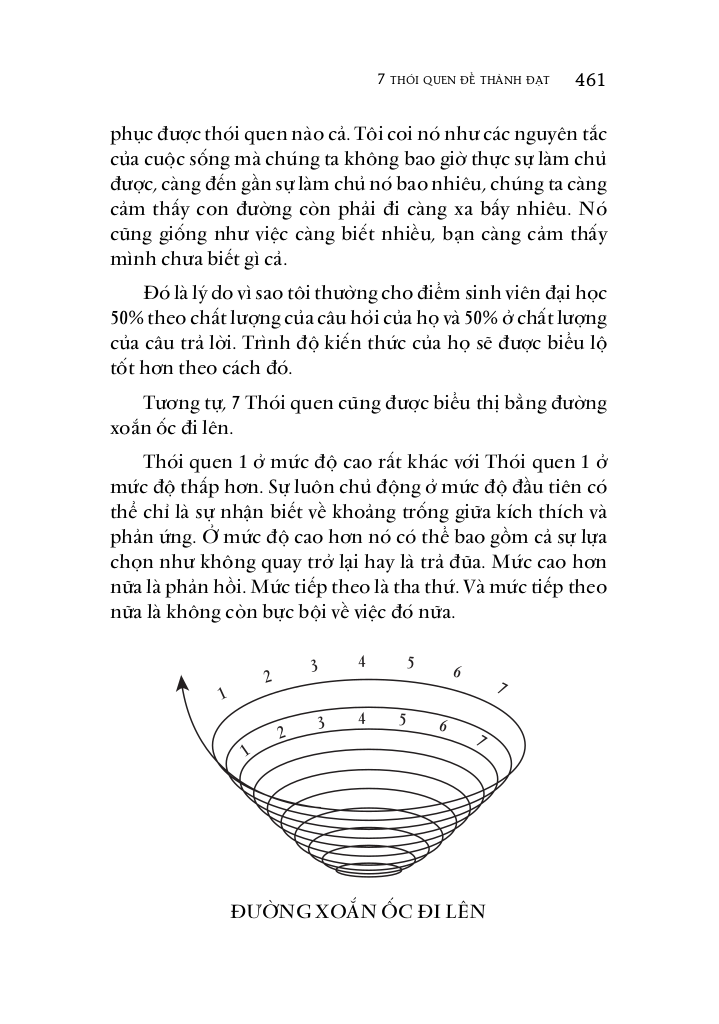 7 THÓI QUEN ĐỂ THÀNH ĐẠT 461
phục được thói quen nào cả. Tôi coi nó như các nguyên tắc
của cuộc sống mà chúng ta không bao giờ thực sự làm chủ
được, càng đến gần sự làm chủ nó bao nhiêu, chúng ta càng
cảm thấy con đường còn phải đi càng xa bấy nhiêu. Nó
cũng giống như việc càng biết nhiều, bạn càng cảm thấy
mình chưa biết gì cả.
Đó là lý do vì sao tôi thường cho điểm sinh viên đại học
50% theo chất lượng của câu hỏi của họ và 50% ở chất lượng
của câu trả lời. Trình độ kiến thức của họ sẽ được biểu lộ
tốt hơn theo cách đó.
Tương tự, 7 Thói quen cũng được biểu thị bằng đường
xoắn ốc đi lên.
Thói quen 1 ở mức độ cao rất khác với Thói quen 1 ở
mức độ thấp hơn. Sự luôn chủ động ở mức độ đầu tiên có
thể chỉ là sự nhận biết về khoảng trống giữa kích thích và
phản ứng. Ở mức độ cao hơn nó có thể bao gồm cả sự lựa
chọn như không quay trở lại hay là trả đũa. Mức cao hơn
nữa là phản hồi. Mức tiếp theo là tha thứ. Và mức tiếp theo
nữa là không còn bực bội về việc đó nữa.
1 2 3 4 5 6 7
1 2 3 4 5 6 7
ĐƯỜNG XOẮN ỐC ĐI LÊN